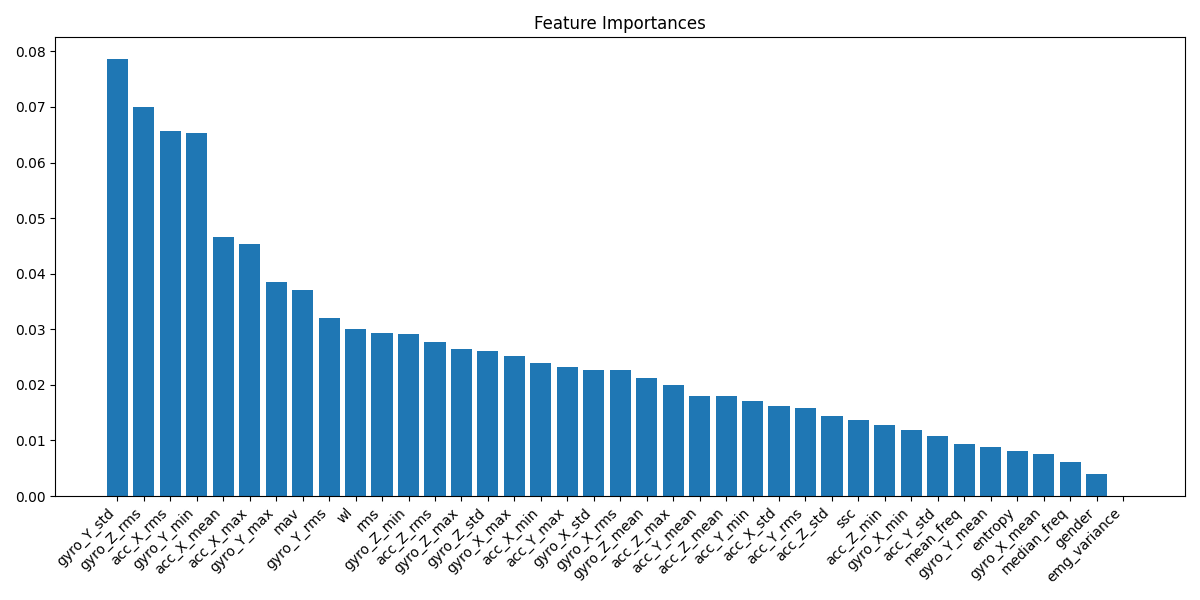 Feature Importances
0.08
0.07
0.06
0.05
0.04
0.03
0.02
0.01
0.00
gyro_Y_std
gyro_Z_rms
acc_X_rms
gyro_Y_min
acc_X_mean
acc_X_max
gyro_Y_max
mav
gyro_Y_rms
wl
rms
gyro_Z_min
acc_Z_rms
gyro_Z_max
gyro_Z_std
gyro_X_max
acc_X_min
acc_Y_max
gyro_X_std
gyro_X_rms
gyro_Z_mean
acc_Z_max
acc_Y_mean
acc_Z_mean
acc_Y_min
acc_X_std
acc_Y_rms
acc_Z_std
ssc
acc_Z_min
gyro_X_min
acc_Y_std
mean_freq
gyro_Y_mean
entropy
gyro_X_mean
median_freq
gender
emg_variance